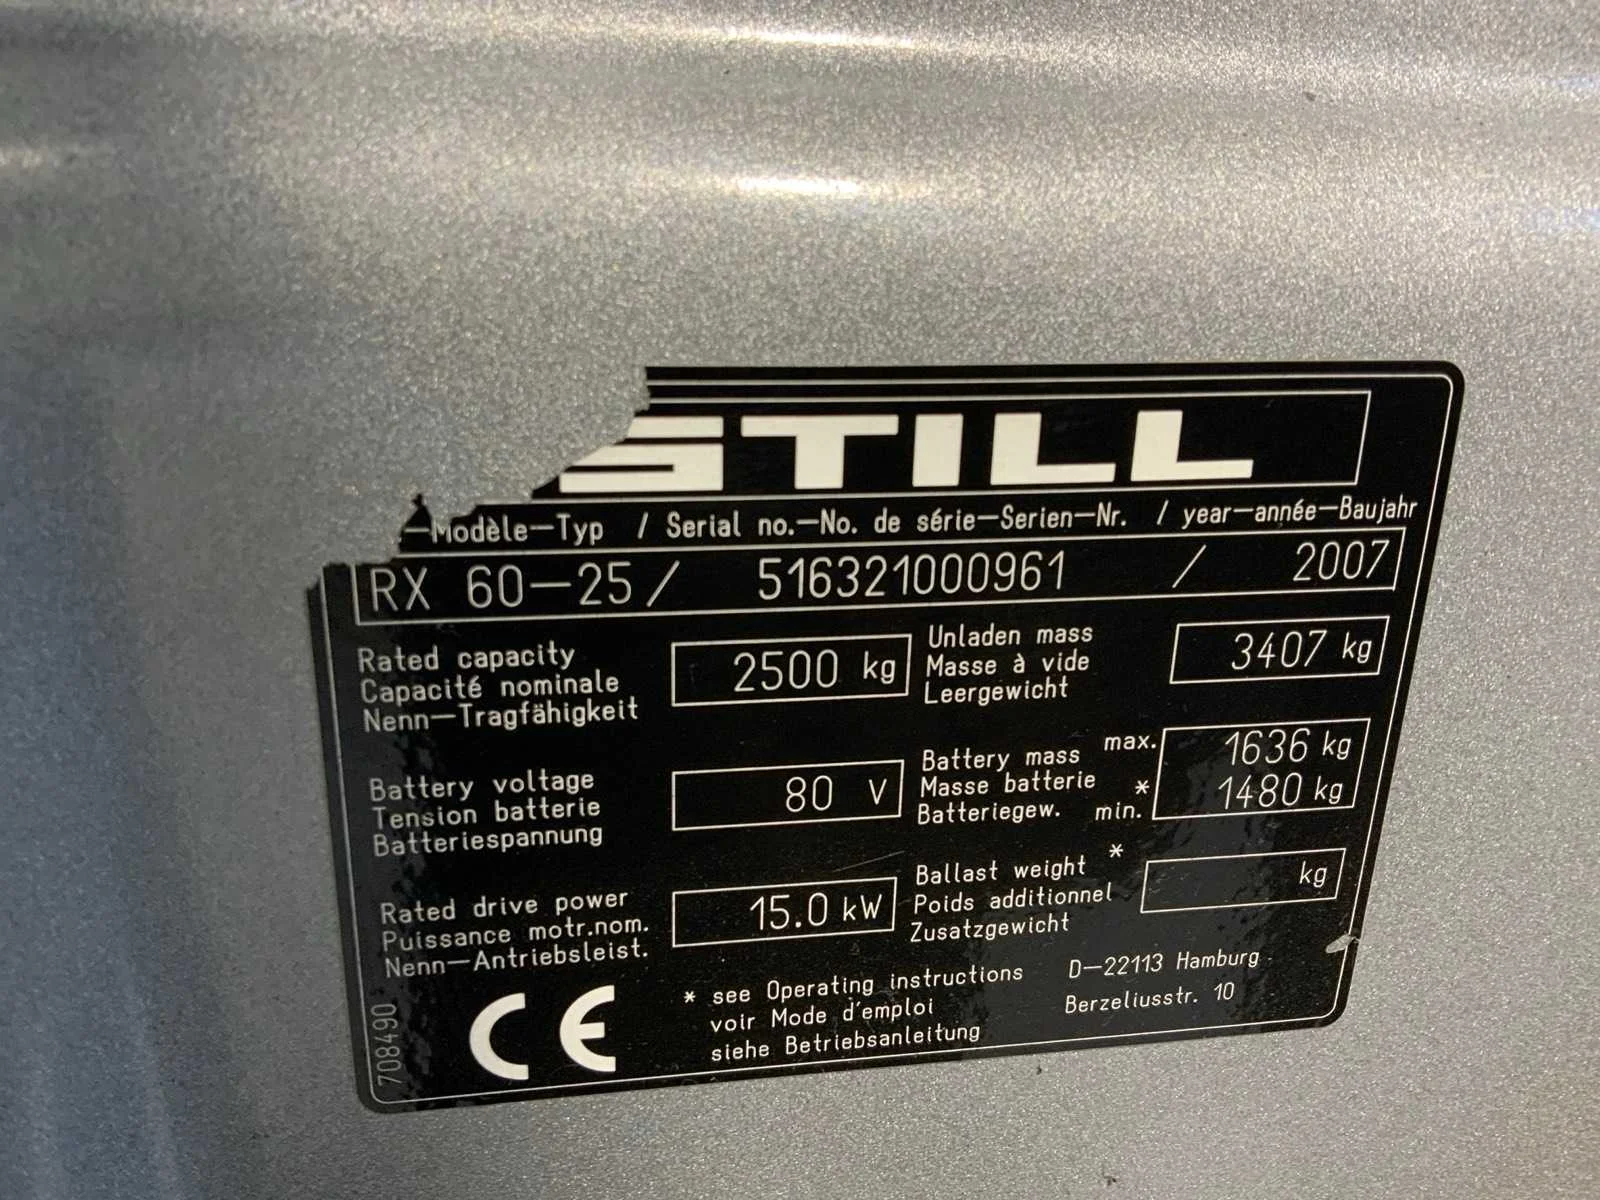 STILL
Modèle-Typ / Serial no.-No. de série-Serien-Nr. / year-année-Baujahr
RX 60-25/ 516321000961 / 2007
Rated capacity
Capacité nominale
Nenn-Tragfähigkeit
2500 kg
Unladen mass
Masse à vide
Leergewicht
3407 kg
Battery voltage
Tension batterie
Batteriespannung
80 V
Battery mass max.
Masse batterie *
Batteriegew. min.
1636 kg
1480 kg
Rated drive power
Puissance motr.nom.
Nenn-Antriebsleist.
15.0 kW
Ballast weight *
Poids additionnel
Zusatzgewicht
kg
708490
CE
* see Operating instructions
voir Mode d'emploi
siehe Betriebsanleitung
D-22113 Hamburg
Berzeliusstr. 10